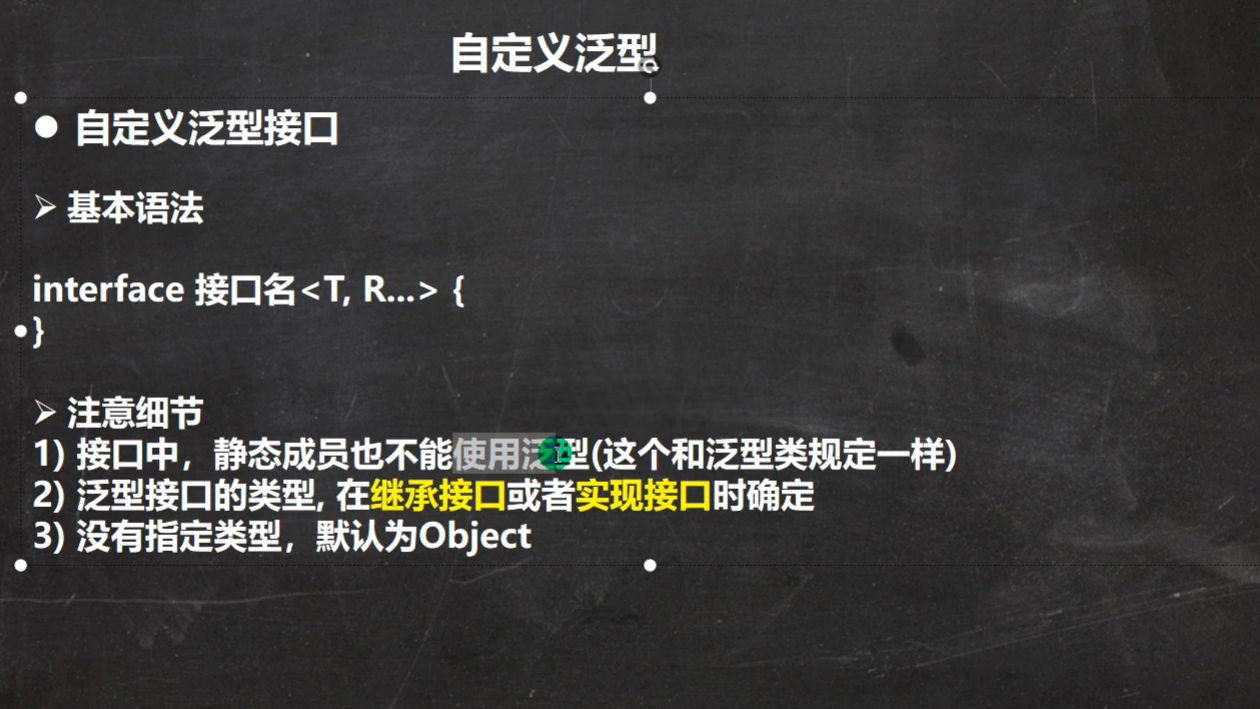 自定义泛型
● 自定义泛型接口
➢ 基本语法
interface 接口名<T, R...> {
}
➢ 注意细节
1) 接口中，静态成员也不能使用泛型(这个和泛型类规定一样)
2) 泛型接口的类型, 在继承接口或者实现接口时确定
3) 没有指定类型，默认为Object